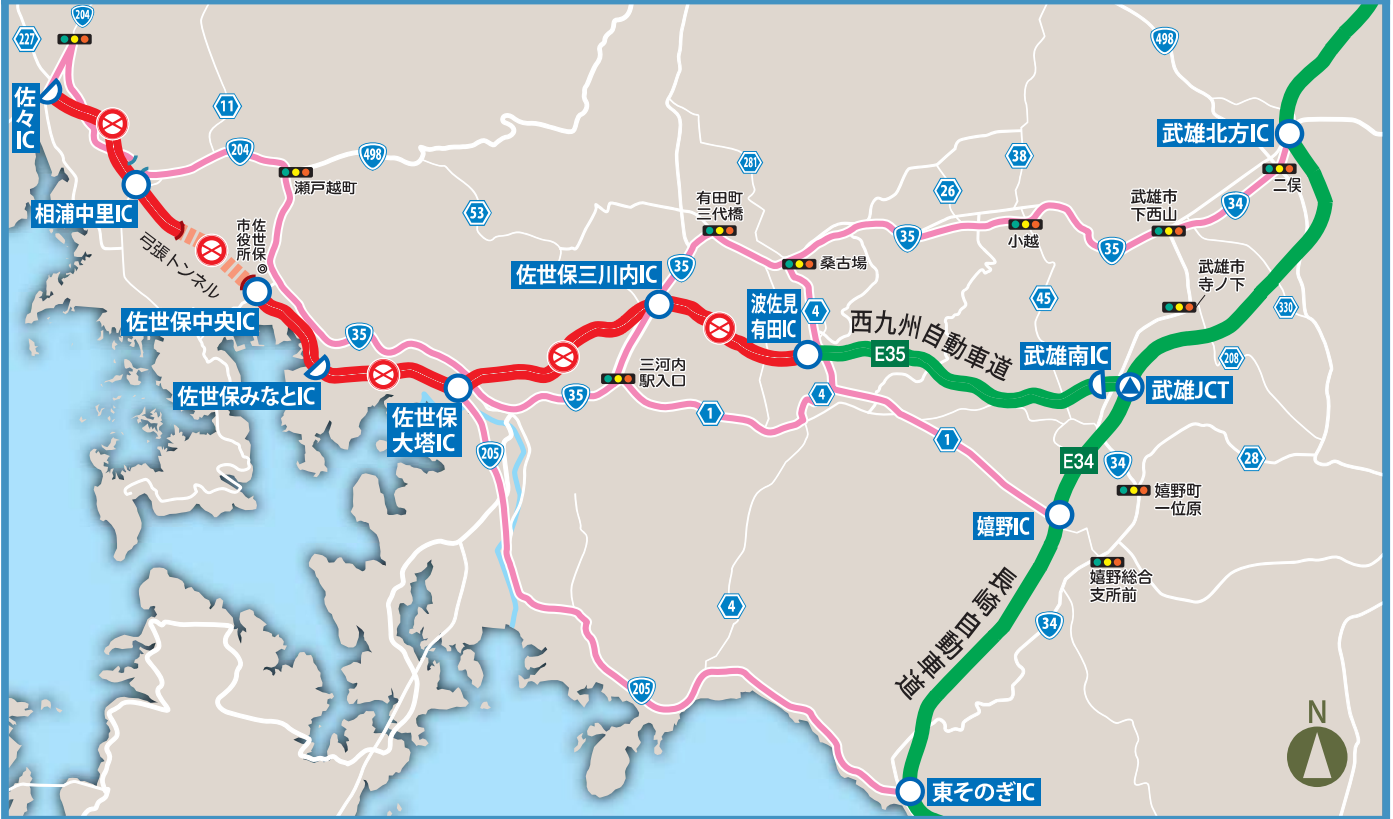 204
227
佐々IC
11
204
498
瀬戸越町
相浦中里IC
弓張トンネル
佐世保
市役所
佐世保中央IC
佐世保みなとIC
35
53
佐世保
大塔IC
205
佐世保三川内IC
35
有田町
三代橋
281
桑古場
波佐見
有田IC
4
三河内
駅入口
35
1
4
西九州自動車道
E35
35
26
38
小越
35
45
498
武雄北方IC
二俣
34
武雄市
下西山
武雄市
寺ノ下
330
208
武雄南IC
武雄JCT
1
E34
34
28
嬉野町
一位原
嬉野IC
嬉野総合
支所前
34
長崎自動車道
4
205
東そのぎIC
N